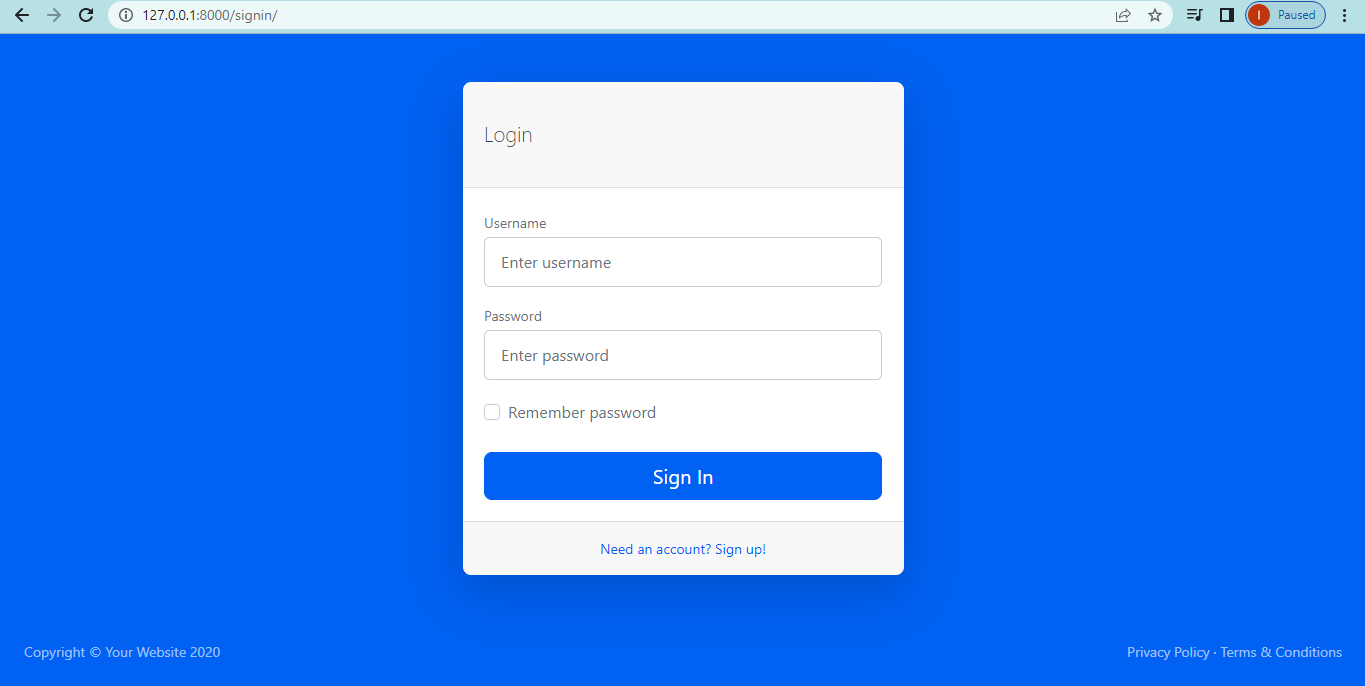 127.0.0.1:8000/signin/
I Paused
Login
Username
Enter username
Password
Enter password
Remember password
Sign In
Need an account? Sign up!
Copyright © Your Website 2020
Privacy Policy · Terms & Conditions